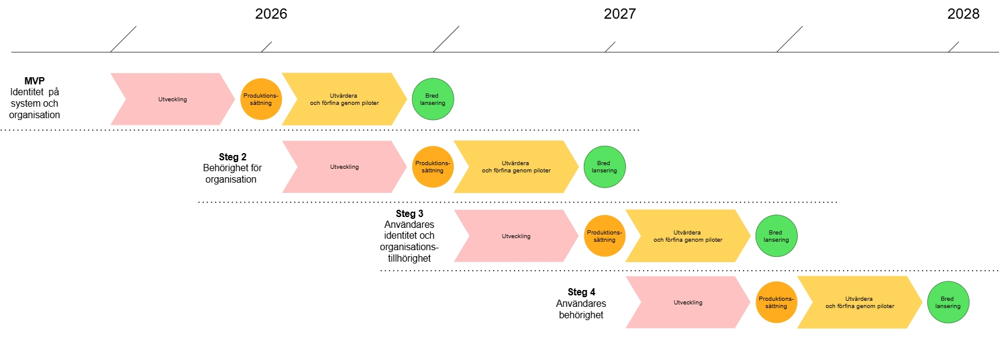 2026
2027
2028
MVP
Identitet på
system och
organisation
Utveckling
Produktions-
sättning
Utvärdera
och förfina genom piloter
Bred
lansering
Steg 2
Behörighet för
organisation
Utveckling
Produktions-
sättning
Utvärdera
och förfina genom piloter
Bred
lansering
Steg 3
Användares
identitet och
organisations-
tillhörighet
Utveckling
Produktions-
sättning
Utvärdera
och förfina genom piloter
Bred
lansering
Steg 4
Användares
behörighet
Utveckling
Produktions-
sättning
Utvärdera
och förfina genom piloter
Bred
lansering